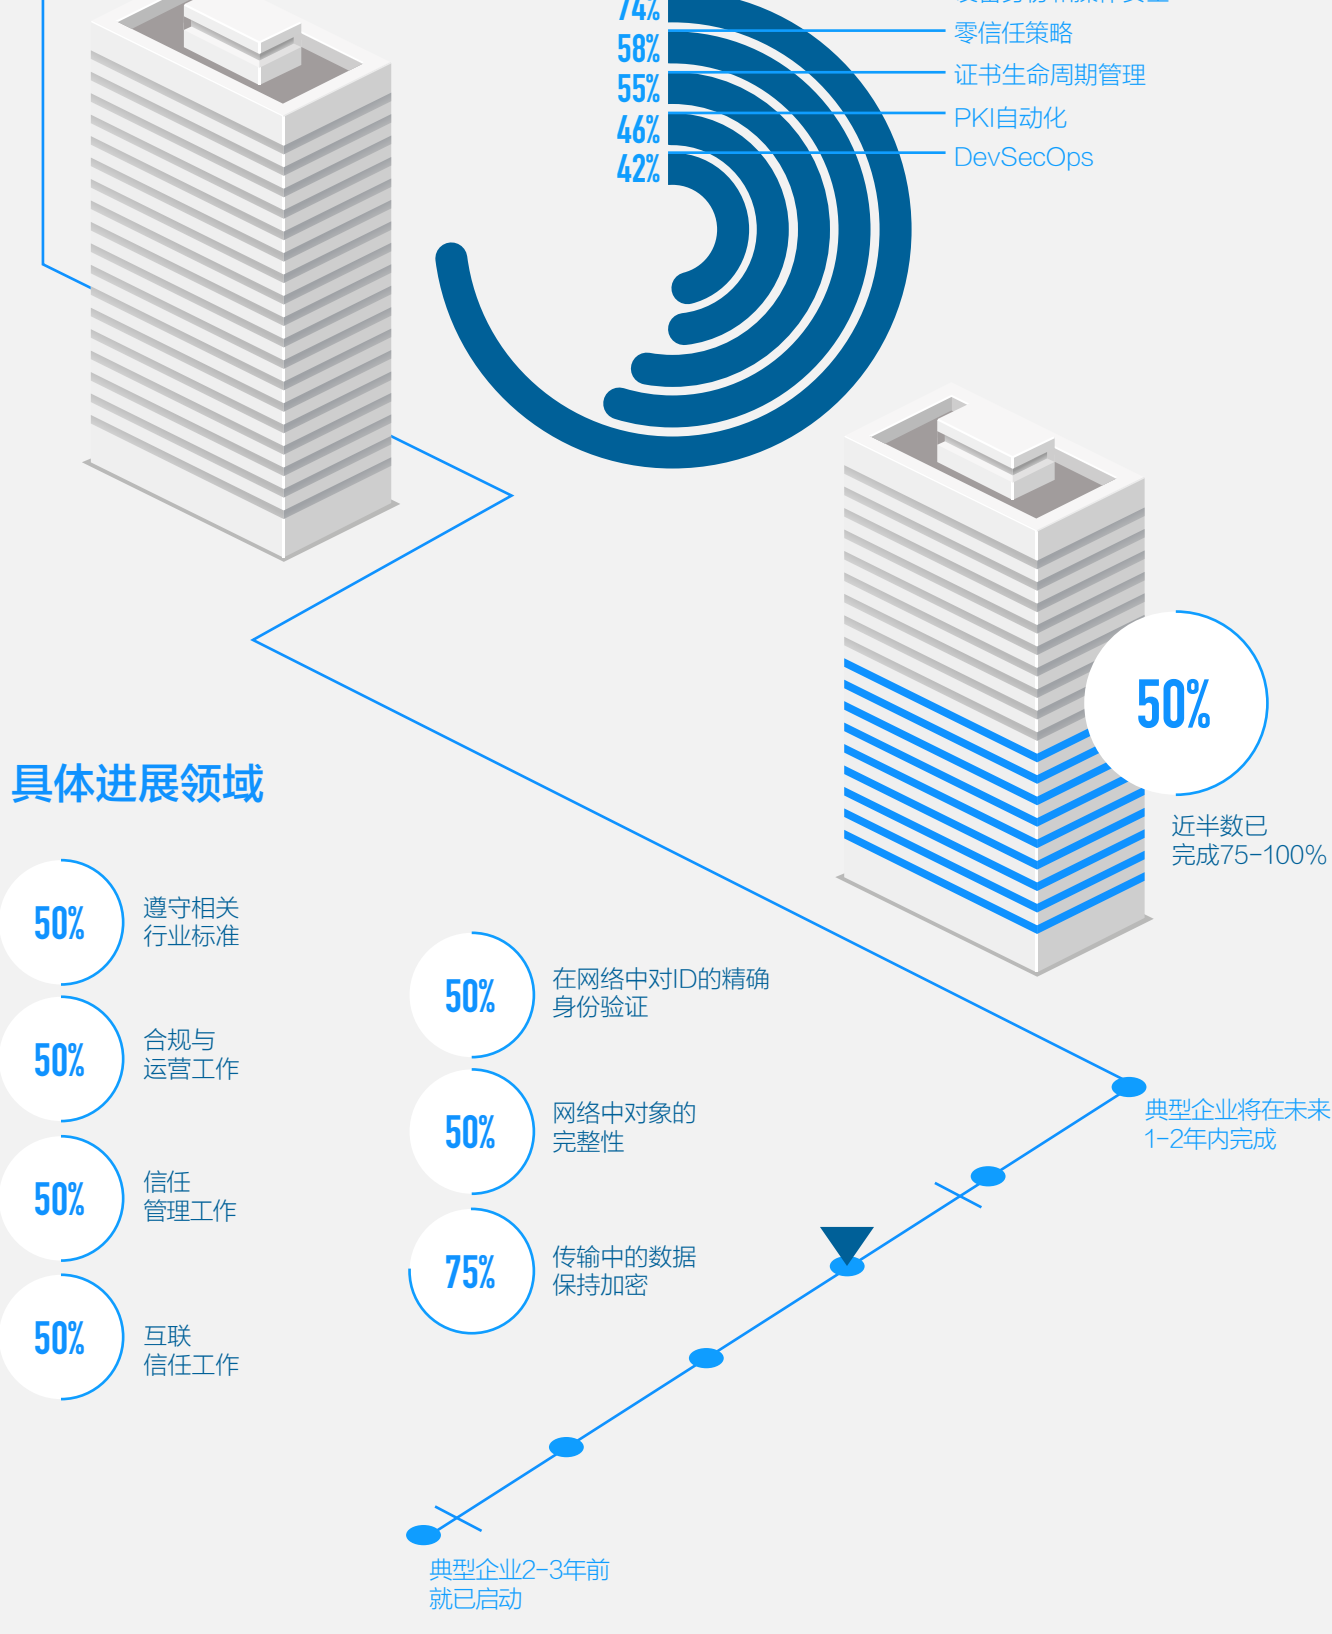 74%
58%
零信任策略
55%
证书生命周期管理
46%
PKI自动化
42%
DevSecOps
50%
近半数已
完成75-100%
具体进展领域
50%
遵守相关
行业标准
50%
合规与
运营工作
50%
信任
管理工作
50%
互联
信任工作
50%
在网络中对ID的精确
身份验证
50%
网络中对象的
完整性
75%
传输中的数据
保持加密
典型企业将在未来
1-2年内完成
典型企业2-3年前
就已启动